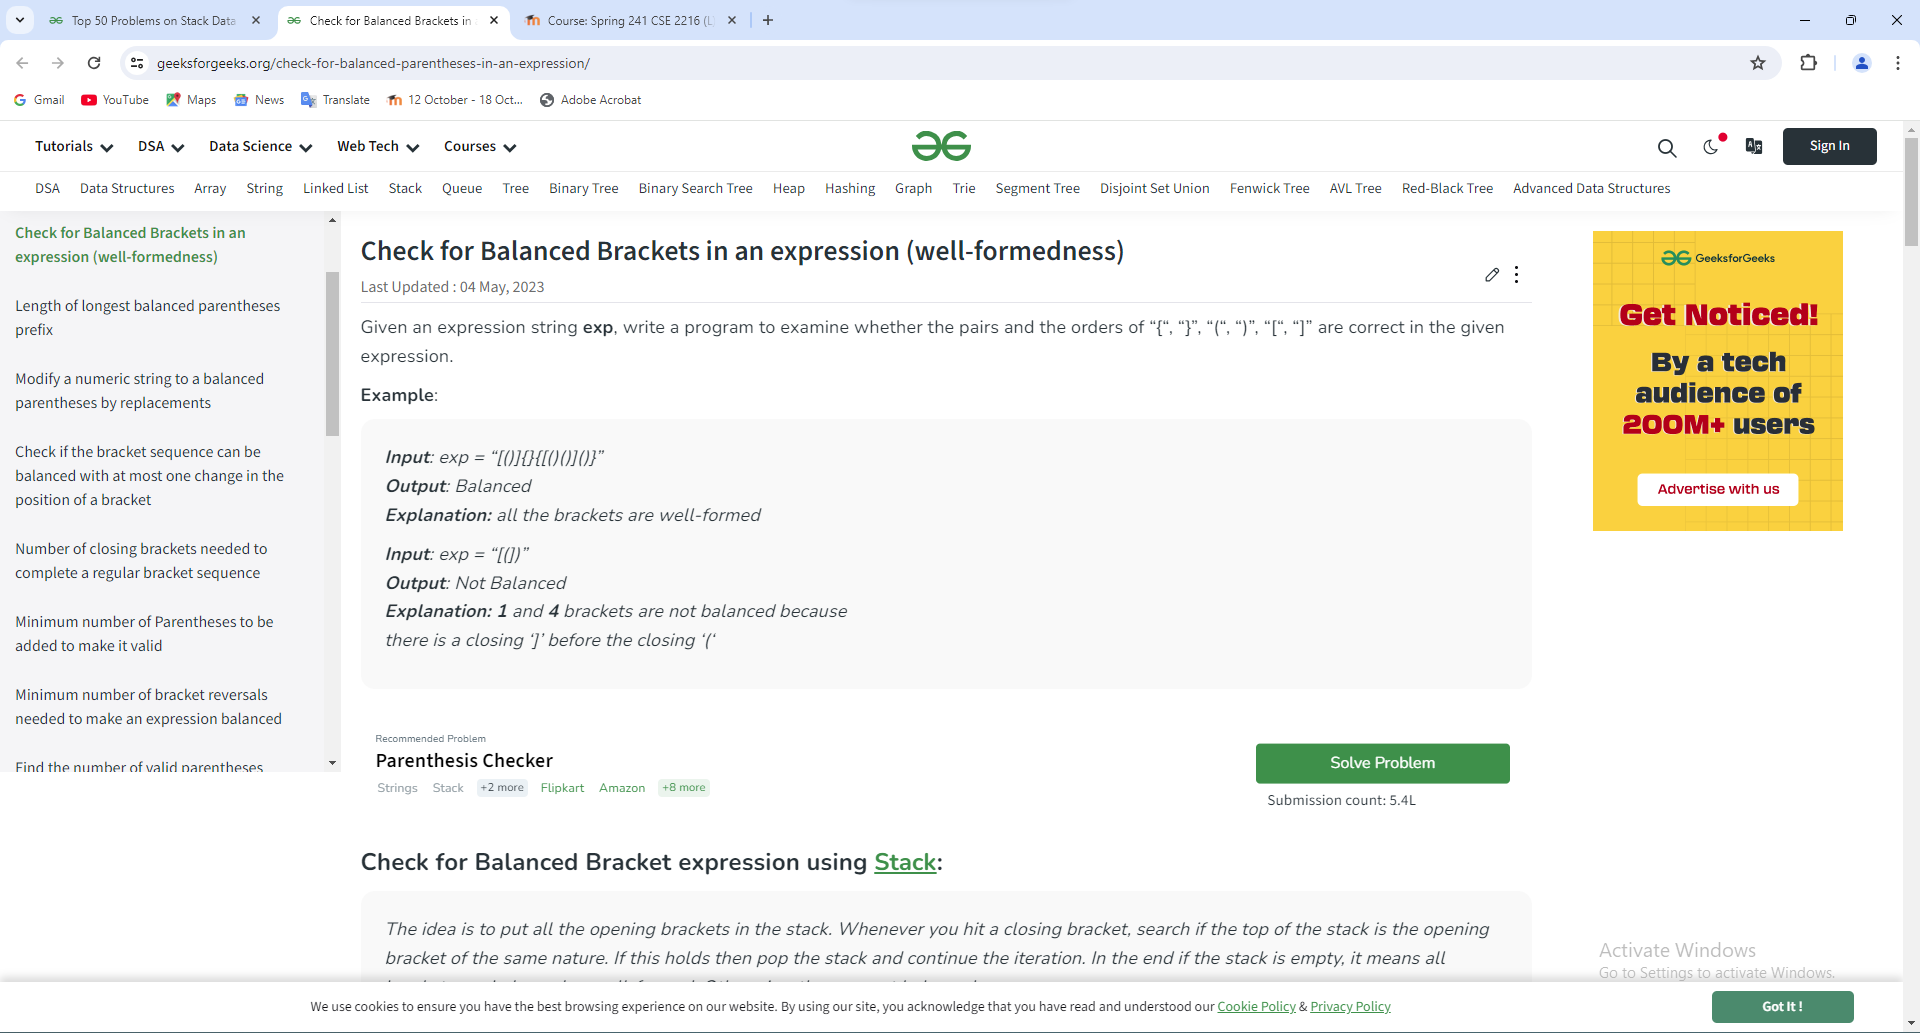 Top 50 Problems on Stack Data
Check for Balanced Brackets in
Course: Spring 241 CSE 2216 (L
geeksforgeeks.org/check-for-balanced-parentheses-in-an-expression/
Gmail
YouTube
Maps
News
Translate
12 October - 18 Oct...
Adobe Acrobat
Tutorials
DSA
Data Science
Web Tech
Courses
Sign In
DSA
Data Structures
Array
String
Linked List
Stack
Queue
Tree
Binary Tree
Binary Search Tree
Heap
Hashing
Graph
Trie
Segment Tree
Disjoint Set Union
Fenwick Tree
AVL Tree
Red-Black Tree
Advanced Data Structures
Check for Balanced Brackets in an
expression (well-formedness)
Length of longest balanced parentheses
prefix
Modify a numeric string to a balanced
parentheses by replacements
Check if the bracket sequence can be
balanced with at most one change in the
position of a bracket
Number of closing brackets needed to
complete a regular bracket sequence
Minimum number of Parentheses to be
added to make it valid
Minimum number of bracket reversals
needed to make an expression balanced
Find the number of valid parentheses
Check for Balanced Brackets in an expression (well-formedness)
Last Updated : 04 May, 2023
Given an expression string exp, write a program to examine whether the pairs and the orders of “{“, “}”, “(“, “)”, “[“, “]” are correct in the given
expression.
Example:
Input: exp = “[()]{}{[()()]()}”
Output: Balanced
Explanation: all the brackets are well-formed
Input: exp = “[(])”
Output: Not Balanced
Explanation: 1 and 4 brackets are not balanced because
there is a closing ‘]’ before the closing ‘(‘
Recommended Problem
Parenthesis Checker
Strings
Stack
+2 more
Flipkart
Amazon
+8 more
Solve Problem
Submission count: 5.4L
Check for Balanced Bracket expression using Stack:
The idea is to put all the opening brackets in the stack. Whenever you hit a closing bracket, search if the top of the stack is the opening
bracket of the same nature. If this holds then pop the stack and continue the iteration. In the end if the stack is empty, it means all
GeeksforGeeks
Get Noticed!
By a tech
audience of
200M+ users
Advertise with us
Activate Windows
Go to Settings to activate Windows.
We use cookies to ensure you have the best browsing experience on our website. By using our site, you acknowledge that you have read and understood our Cookie Policy & Privacy Policy
Got It !